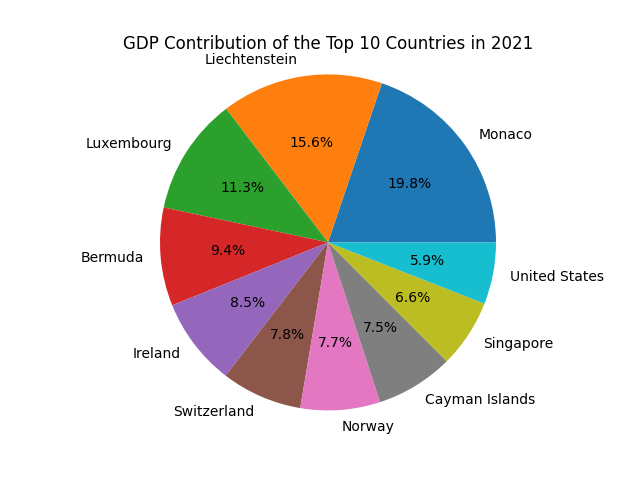 GDP Contribution of the Top 10 Countries in 2021
Liechtenstein
Monaco
Luxembourg
15.6%
19.8%
11.3%
9.4%
Bermuda
5.9%
United States
8.5%
6.6%
7.8%
7.7%
7.5%
Ireland
Singapore
Switzerland
Cayman Islands
Norway